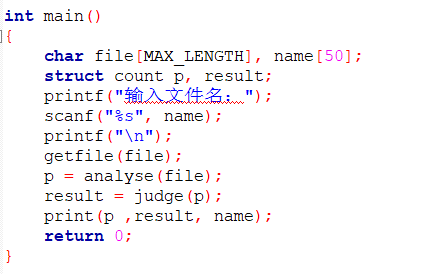 int main()
{
    char file[MAX_LENGTH], name[50];
    struct count p, result;
    printf("输入文件名：");
    scanf("%s", name);
    printf("\n");
    getfile(file);
    p = analyse(file);
    result = judge(p);
    print(p ,result, name);
    return 0;
}